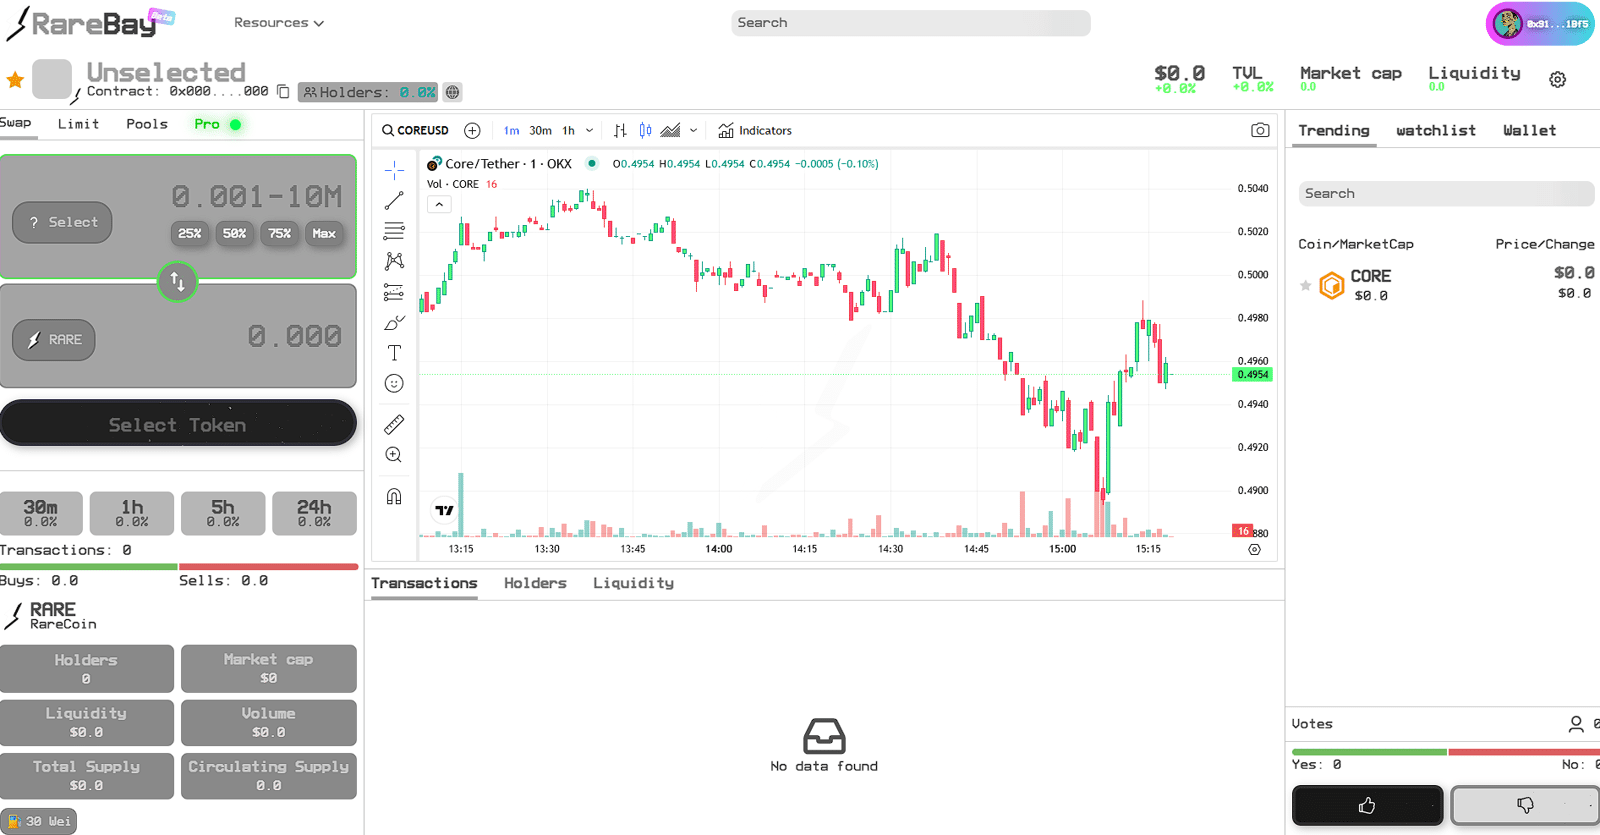 RareBay
Beta
Resources
Search
0x91...1Bf5
Unselected
Contract: 0x000....000
Holders: 0.0%
$0.0
+0.0%
TVL
+0.0%
Market cap
0.0
Liquidity
0.0
Swap
Limit
Pools
Pro
? Select
0.001-10M
25%
50%
75%
Max
RARE
0.000
Select Token
30m
0.0%
1h
0.0%
5h
0.0%
24h
0.0%
Transactions: 0
Buys: 0.0
Sells: 0.0
RARE
RareCoin
Holders
0
Market cap
$0
Liquidity
$0.0
Volume
$0.0
Total Supply
$0.0
Circulating Supply
0.0
30 Wei
COREUSD
1m
30m
1h
Indicators
Core/Tether · 1 · OKX
O0.4954 H0.4954 L0.4954 C0.4954 −0.0005 (−0.10%)
Vol · CORE 16
0.5040
0.5020
0.5000
0.4980
0.4960
0.4954
0.4940
0.4920
0.4900
16
880
13:15
13:30
13:45
14:00
14:15
14:30
14:45
15:00
15:15
Transactions
Holders
Liquidity
No data found
Trending
watchlist
Wallet
Search
Coin/MarketCap
Price/Change
CORE
$0.0
$0.0
$0.0
Votes
0
Yes: 0
No: 0